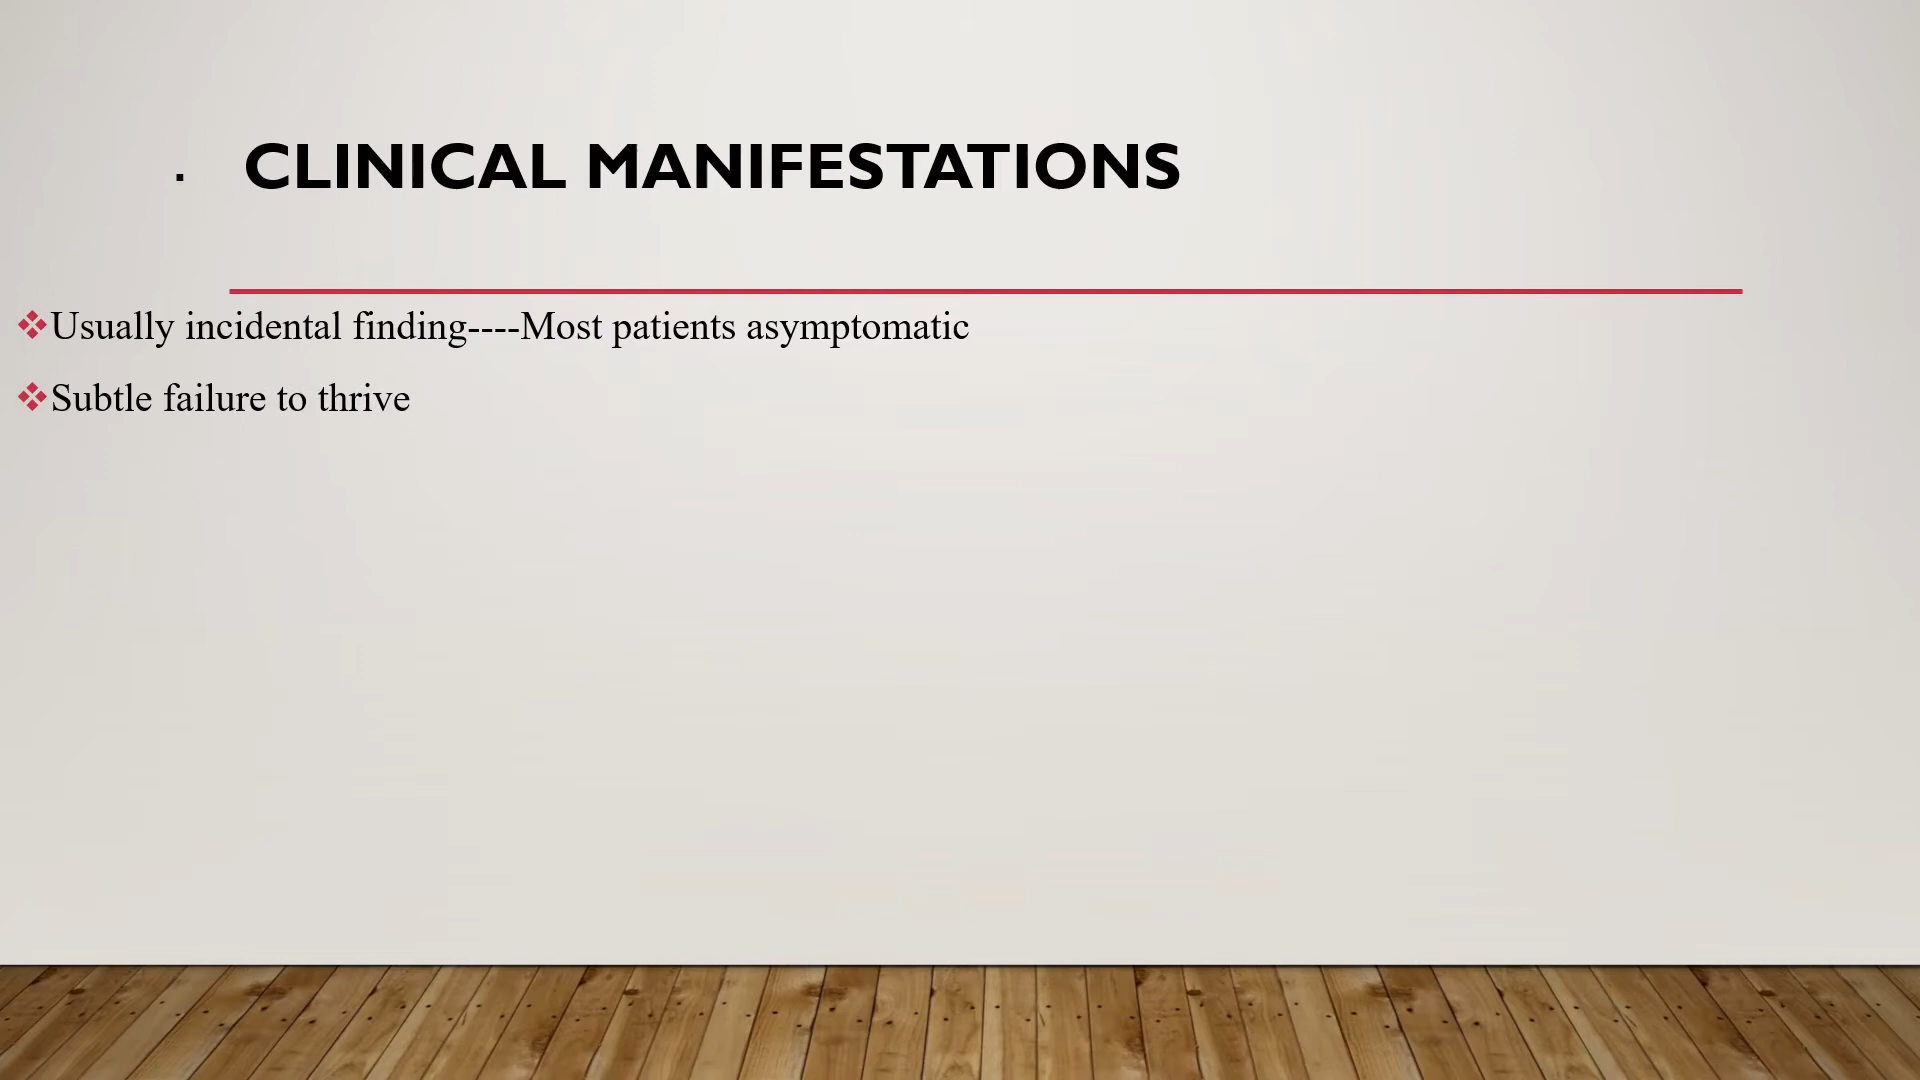 . CLINICAL MANIFESTATIONS
❖Usually incidental finding----Most patients asymptomatic
❖Subtle failure to thrive